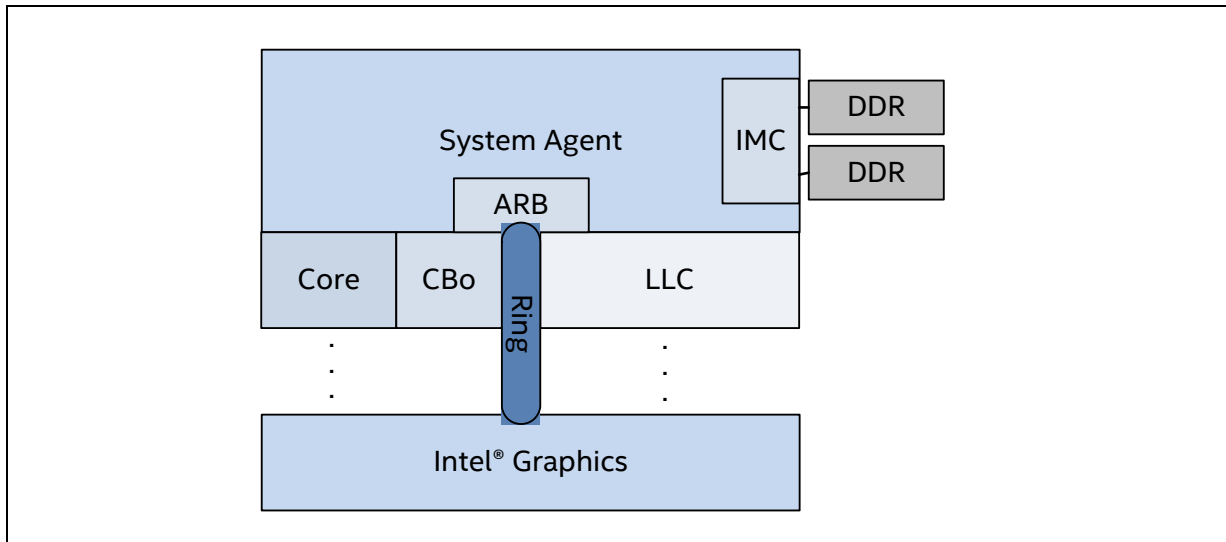 System Agent
IMC
DDR
DDR
ARB
Core
CBo
Ring
LLC
Intel® Graphics